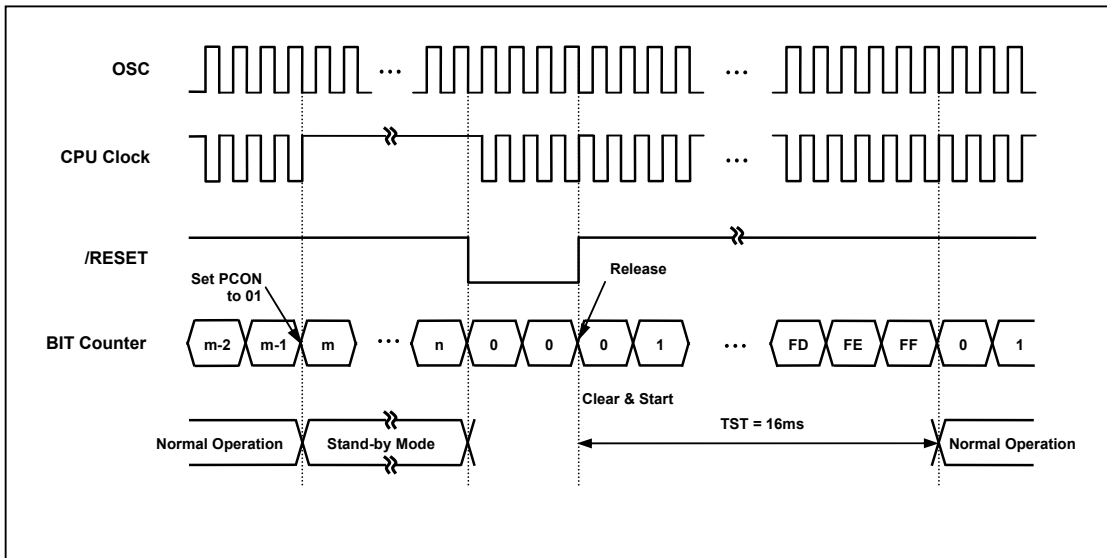 OSC
...
...
CPU Clock
...
/RESET
Set PCON
to 01
Release
BIT Counter
m-2 m-1 m ... n 0 0 0 1 ... FD FE FF 0 1
Clear & Start
Normal Operation Stand-by Mode TST = 16ms Normal Operation